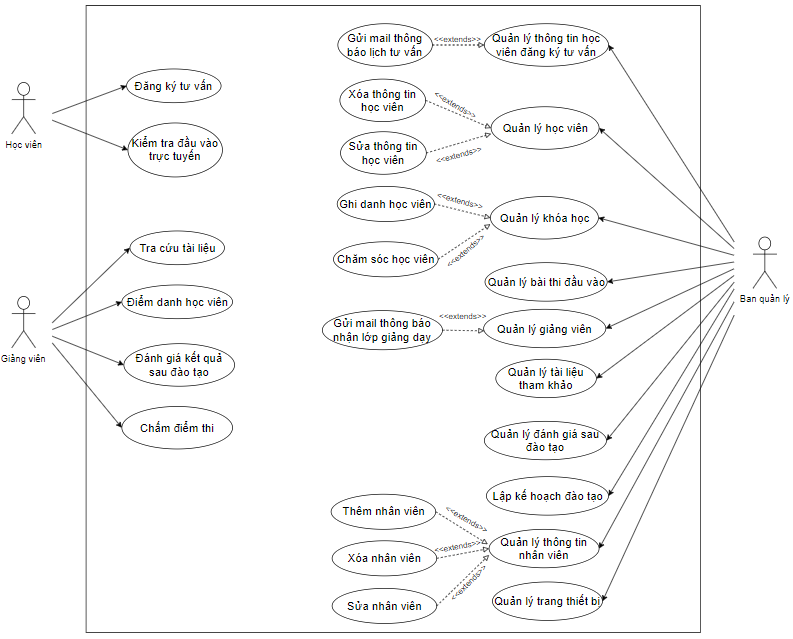 Gửi mail thông
báo lịch tư vấn
<<extends>>
Quản lý thông tin học
viên đăng ký tư vấn
Học viên
Đăng ký tư vấn
Kiểm tra đầu vào
trực tuyến
Xóa thông tin
học viên
<<extends>>
Quản lý học viên
Sửa thông tin
học viên
<<extends>>
Ghi danh học viên
<<extends>>
Quản lý khóa học
Chăm sóc học viên
<<extends>>
Ban quản lý
Giảng viên
Tra cứu tài liệu
Điểm danh học viên
Đánh giá kết quả
sau đào tạo
Chấm điểm thi
Quản lý bài thi đầu vào
Gửi mail thông báo
nhận lớp giảng dạy
<<extends>>
Quản lý giảng viên
Quản lý tài liệu
tham khảo
Quản lý đánh giá sau
đào tạo
Lập kế hoạch đào tạo
Thêm nhân viên
<<extends>>
Xóa nhân viên
<<extends>>
Quản lý thông tin
nhân viên
Sửa nhân viên
<<extends>>
Quản lý trang thiết bị